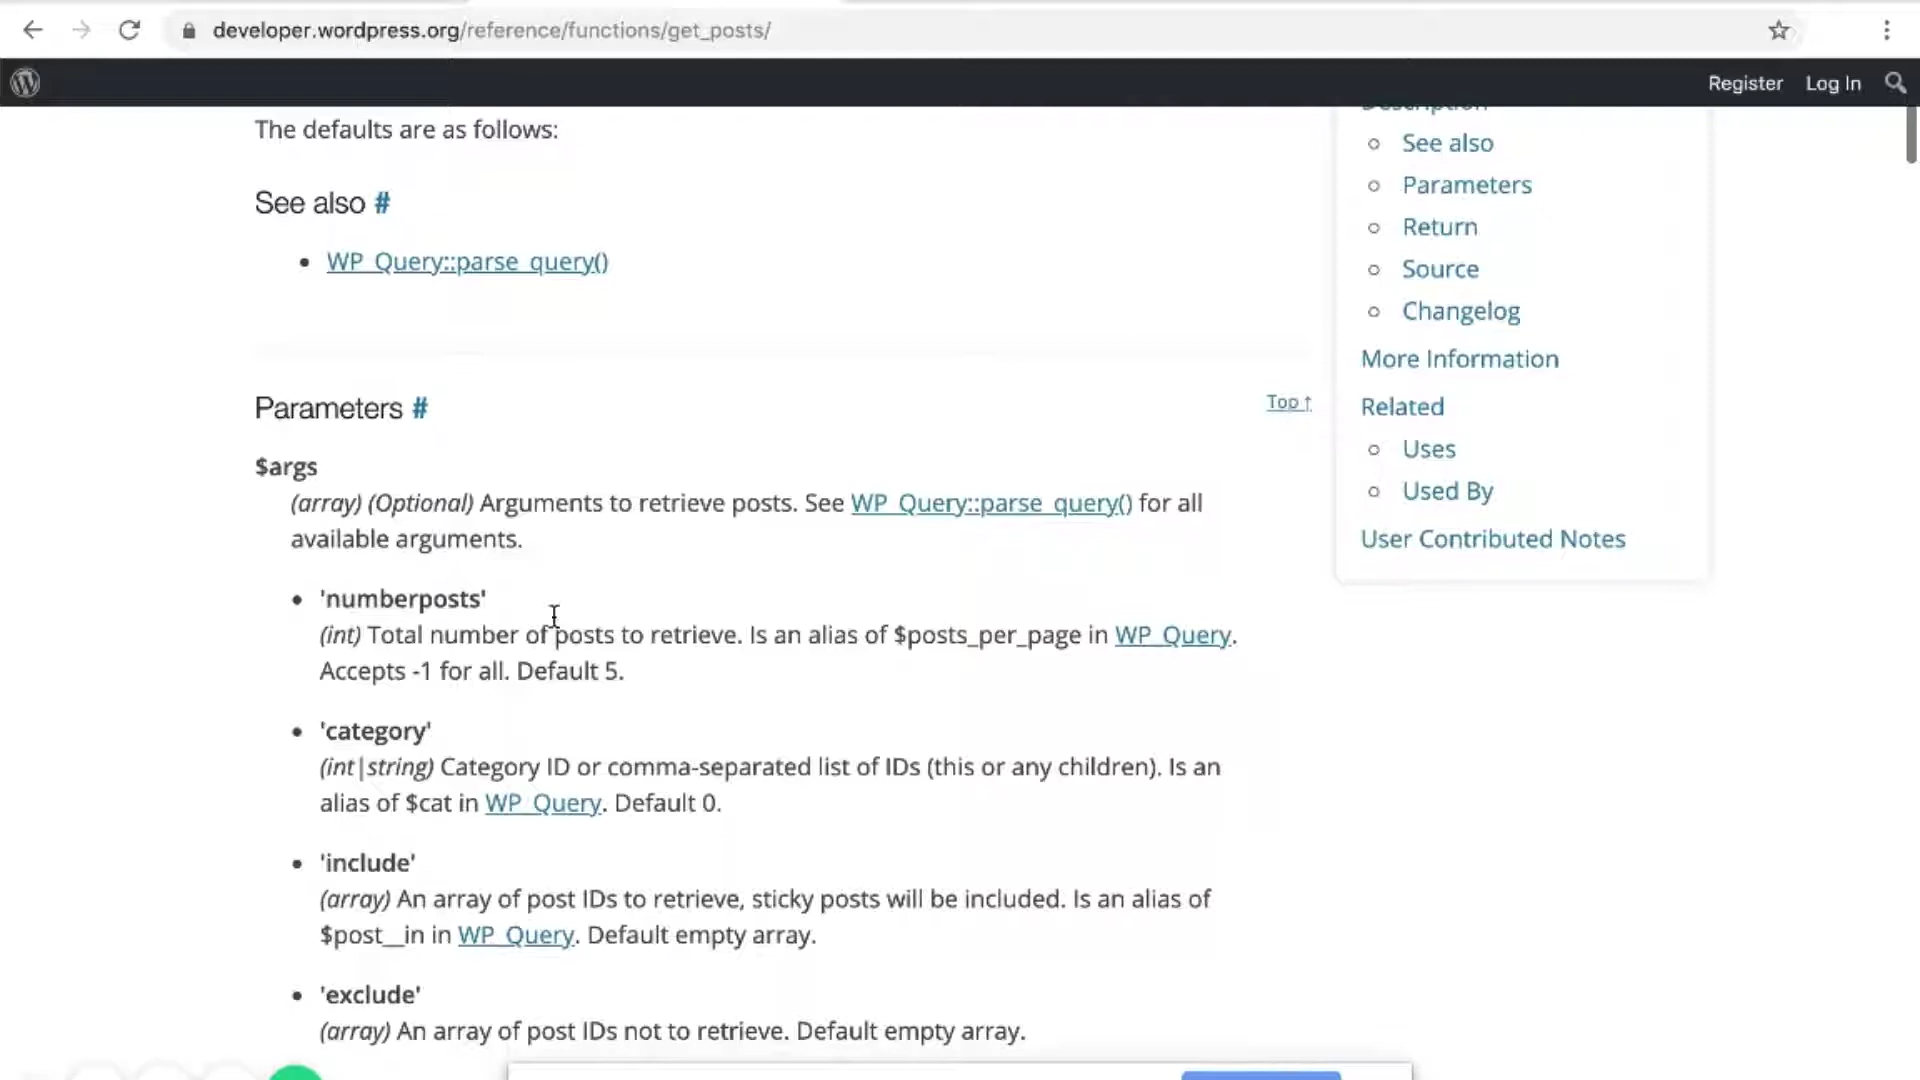 developer.wordpress.org/reference/functions/get_posts/
Register Log In
The defaults are as follows:
See also #
WP_Query::parse_query()
Parameters #
Top ↑
$args
(array) (Optional) Arguments to retrieve posts. See WP_Query::parse_query() for all
available arguments.
'numberposts'
(int) Total number of posts to retrieve. Is an alias of $posts_per_page in WP_Query.
Accepts -1 for all. Default 5.
'category'
(int|string) Category ID or comma-separated list of IDs (this or any children). Is an
alias of $cat in WP_Query. Default 0.
'include'
(array) An array of post IDs to retrieve, sticky posts will be included. Is an alias of
$post__in in WP_Query. Default empty array.
'exclude'
(array) An array of post IDs not to retrieve. Default empty array.
Description
See also
Parameters
Return
Source
Changelog
More Information
Related
Uses
Used By
User Contributed Notes